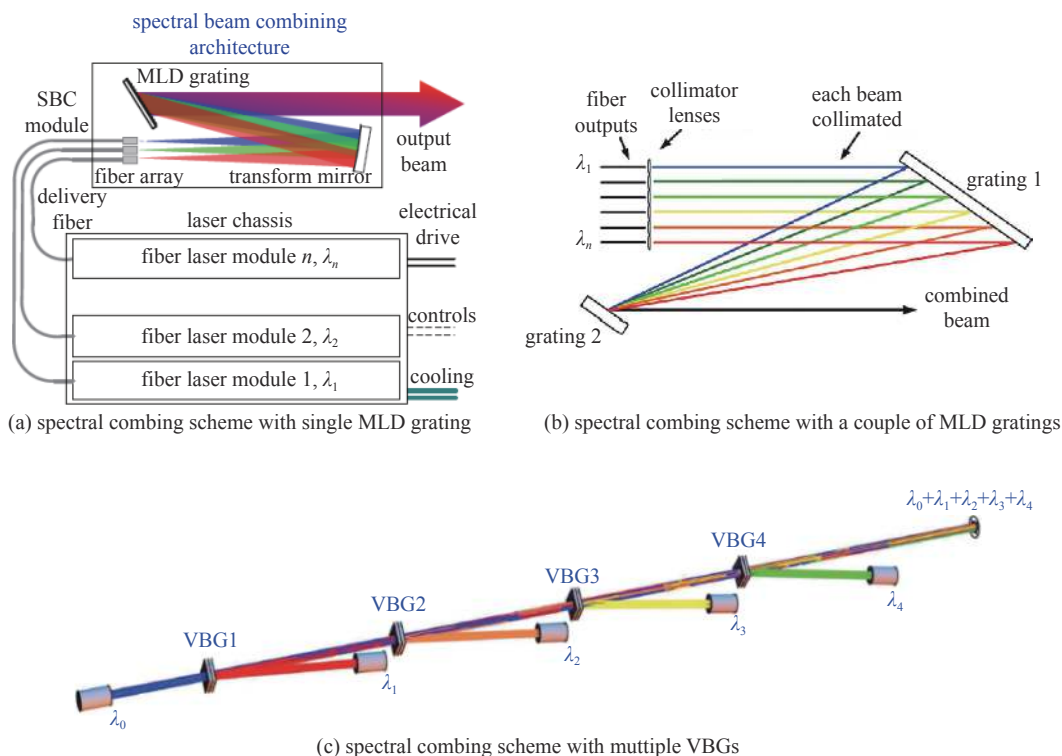 spectral beam combining
architecture
MLD grating
SBC
module
fiber array
transform mirror
output
beam
delivery
fiber
laser chassis
electrical
drive
fiber laser module n, λn
controls
fiber laser module 2, λ2
cooling
fiber laser module 1, λ1
(a) spectral combing scheme with single MLD grating
fiber
outputs
collimator
lenses
each beam
collimated
λ1
grating 1
λn
combined
beam
grating 2
(b) spectral combing scheme with a couple of MLD gratings
λ0+λ1+λ2+λ3+λ4
VBG4
VBG3
λ4
VBG2
λ3
VBG1
λ2
λ1
λ0
(c) spectral combing scheme with muttiple VBGs